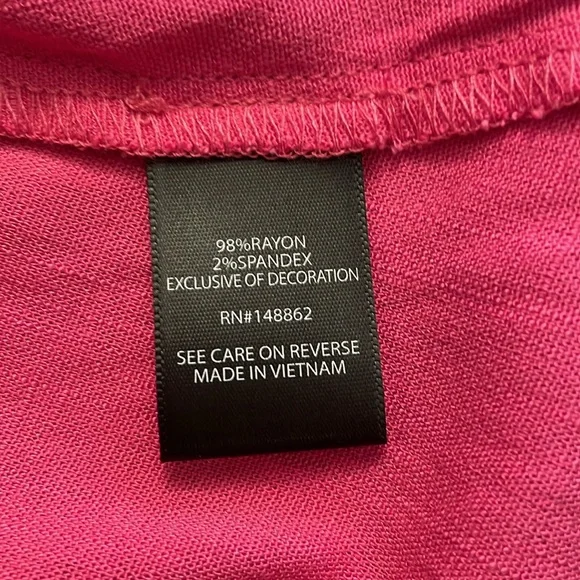 98%RAYON
2%SPANDEX
EXCLUSIVE OF DECORATION
RN#148862
SEE CARE ON REVERSE
MADE IN VIETNAM